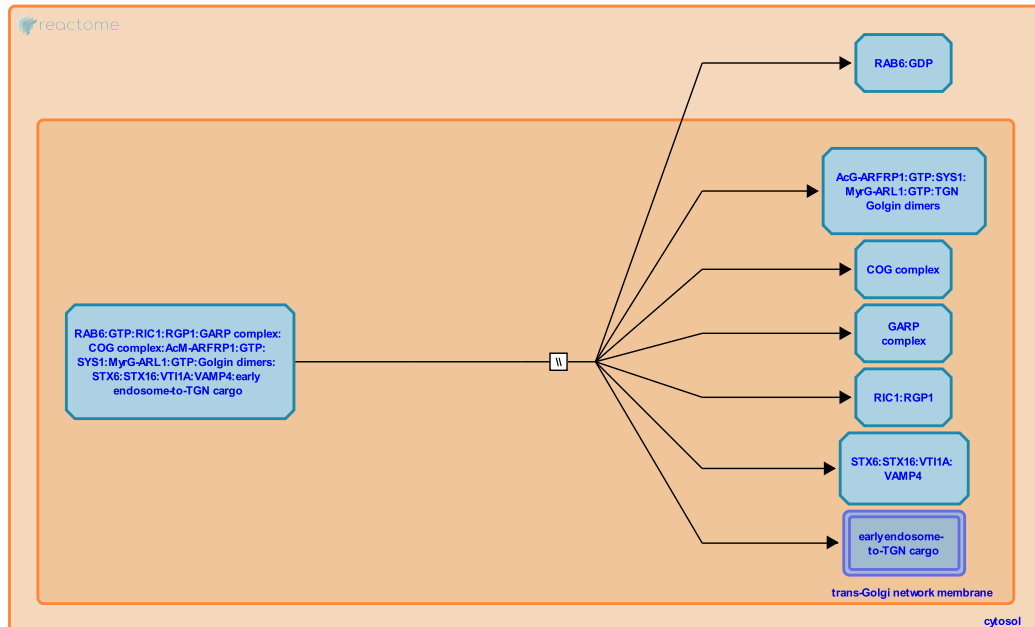 reactome
RAB6:GDP
AcG-ARFRP1:GTP:SYS1:
MyrG-ARL1:GTP:TGN
Golgin dimers
COG complex
GARP
complex
RAB6:GTP:RIC1:RGP1:GARP complex:
COG complex:AcM-ARFRP1:GTP:
SYS1:MyrG-ARL1:GTP:Golgin dimers:
STX6:STX16:VTI1A:VAMP4:early
endosome-to-TGN cargo
\\
RIC1:RGP1
STX6:STX16:VTI1A:
VAMP4
early endosome-
to-TGN cargo
trans-Golgi network membrane
cytosol